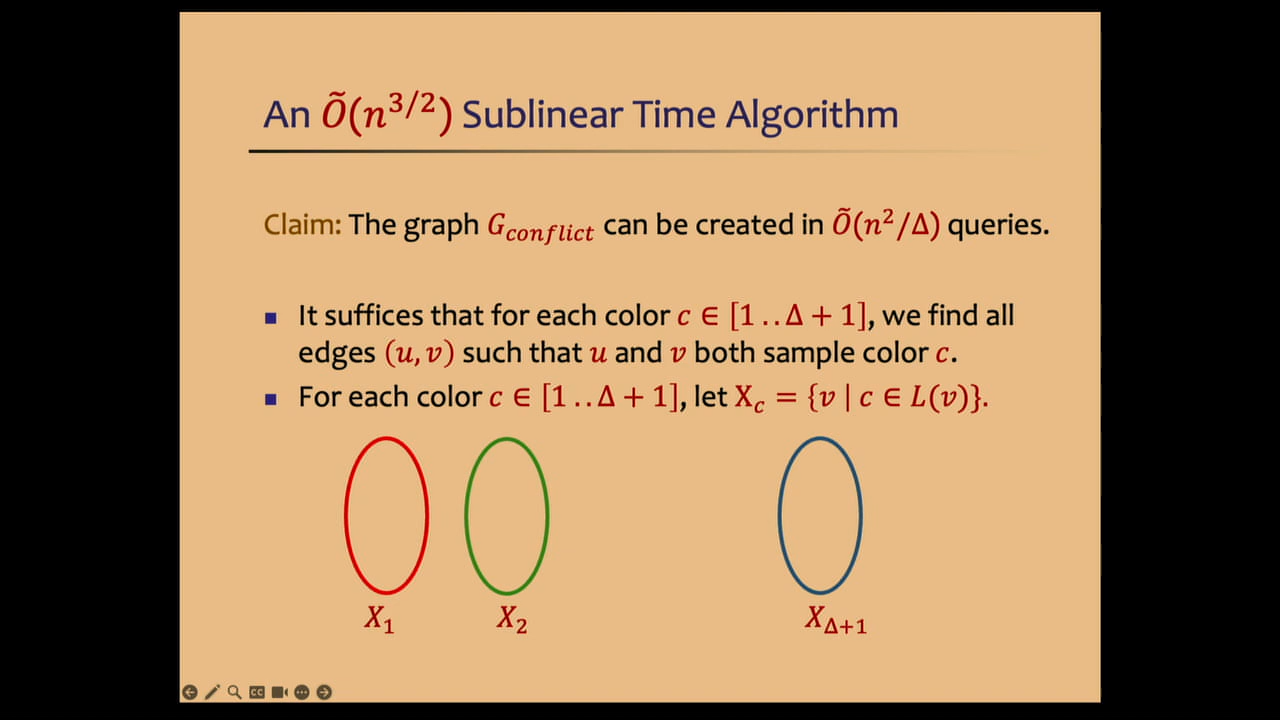 An Õ(n^{3/2}) Sublinear Time Algorithm
Claim: The graph G_{conflict} can be created in Õ(n²/Δ) queries.
■ It suffices that for each color c ∈ [1 .. Δ + 1], we find all
edges (u, v) such that u and v both sample color c.
■ For each color c ∈ [1 .. Δ + 1], let X_c = {v | c ∈ L(v)}.
X_1 X_2 X_{Δ+1}
CC